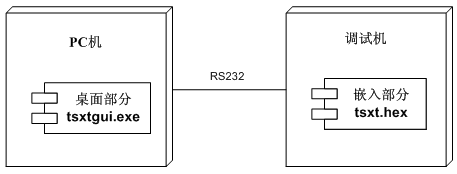 PC机
桌面部分
tsxtgui.exe
RS232
调试机
嵌入部分
tsxt.hex